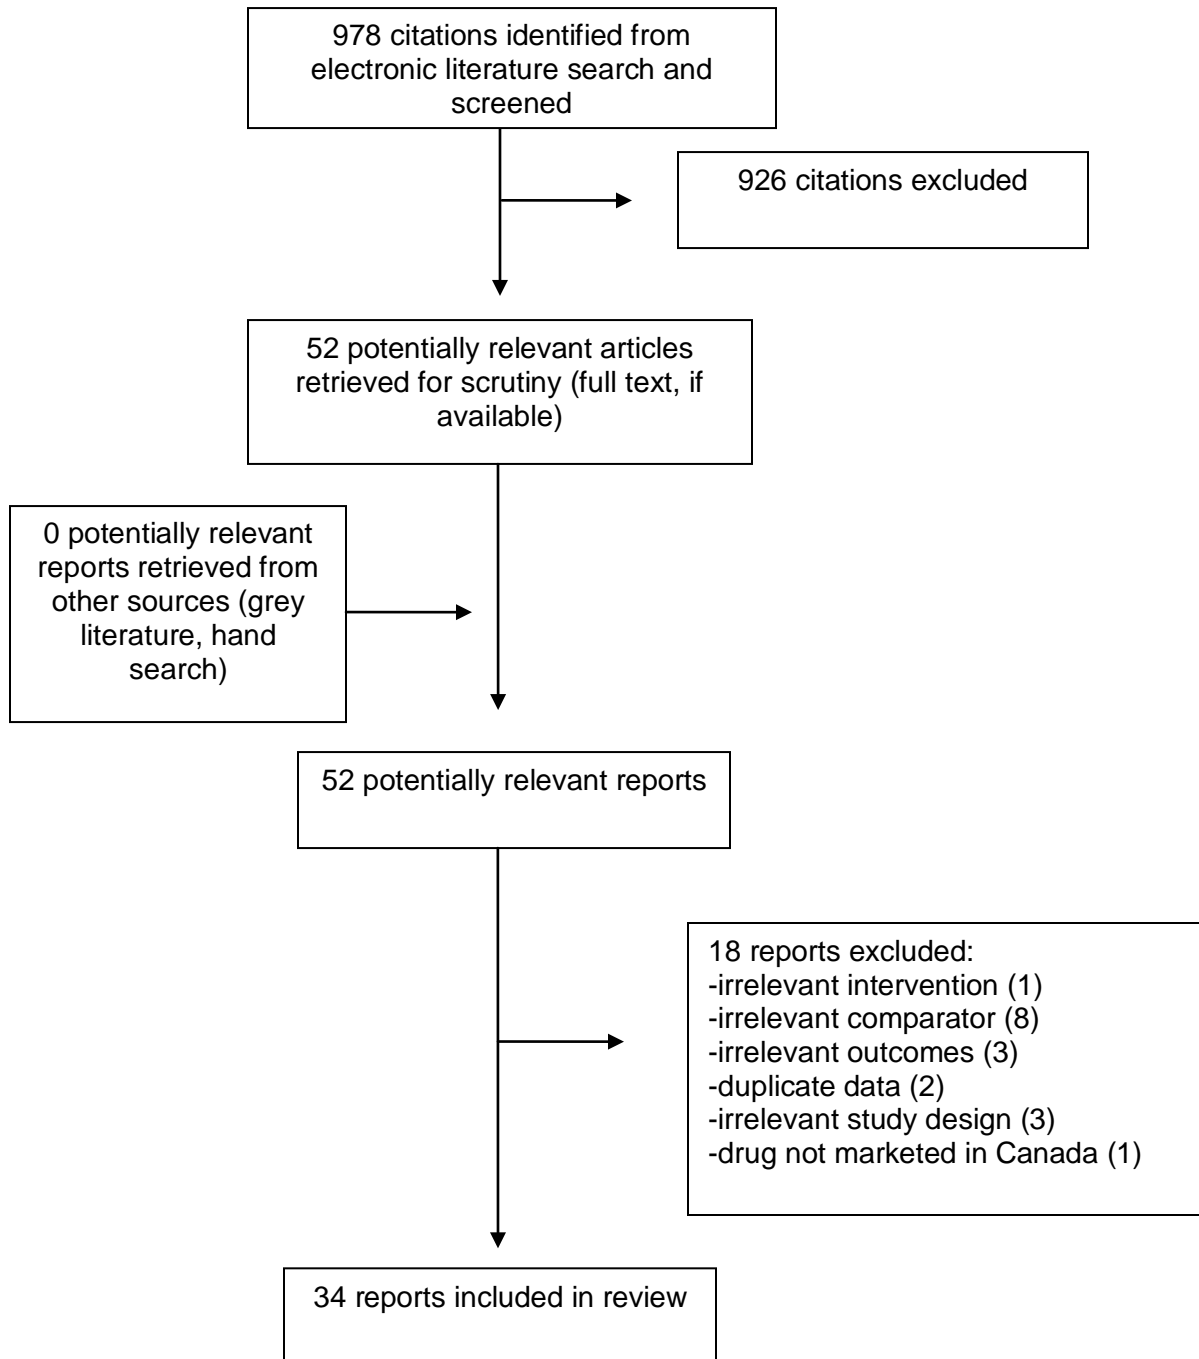 978 citations identified from
electronic literature search and
screened
926 citations excluded
52 potentially relevant articles
retrieved for scrutiny (full text, if
available)
0 potentially relevant
reports retrieved from
other sources (grey
literature, hand
search)
52 potentially relevant reports
18 reports excluded:
-irrelevant intervention (1)
-irrelevant comparator (8)
-irrelevant outcomes (3)
-duplicate data (2)
-irrelevant study design (3)
-drug not marketed in Canada (1)
34 reports included in review